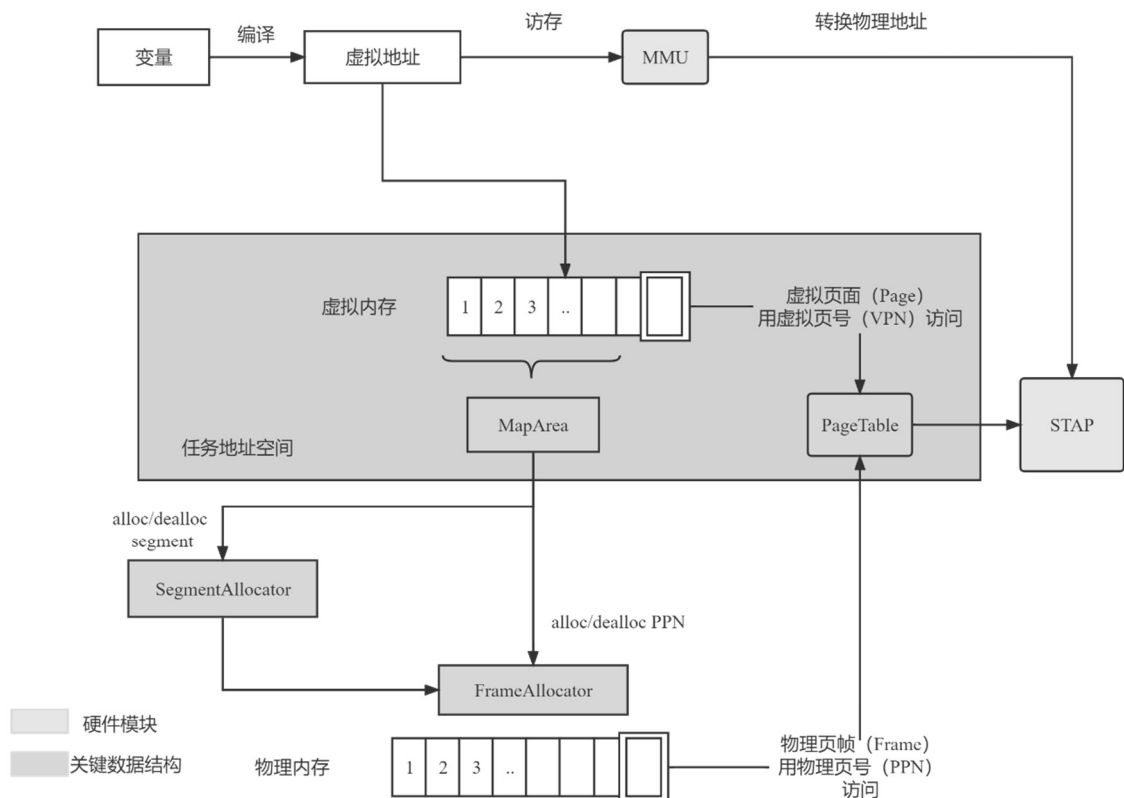 变量
编译
虚拟地址
访存
MMU
转换物理地址
虚拟内存
1 2 3 ..
虚拟页面（Page）
用虚拟页号（VPN）访问
MapArea
PageTable
STAP
任务地址空间
alloc/dealloc
segment
SegmentAllocator
alloc/dealloc PPN
FrameAllocator
硬件模块
关键数据结构
物理内存
1 2 3 ..
物理页帧（Frame）
用物理页号（PPN）
访问